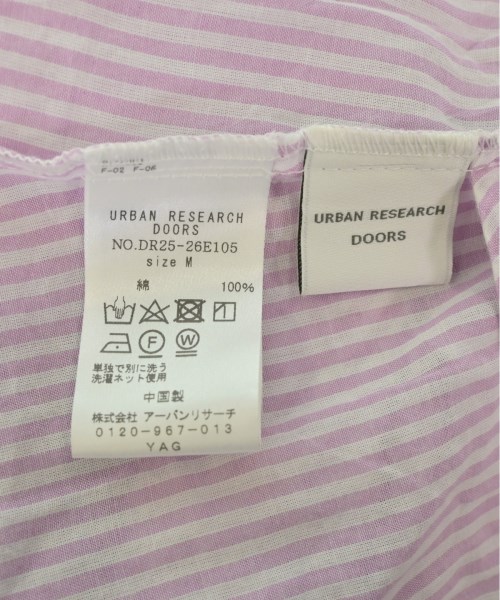 F-02 F-06
URBAN RESEARCH
DOORS
NO.DR25-26E105
size M
綿 100%
F W
単独で別に洗う
洗濯ネット使用
中国製
株式会社 アーバンリサーチ
0120-967-013
YAG
URBAN RESEARCH
DOORS